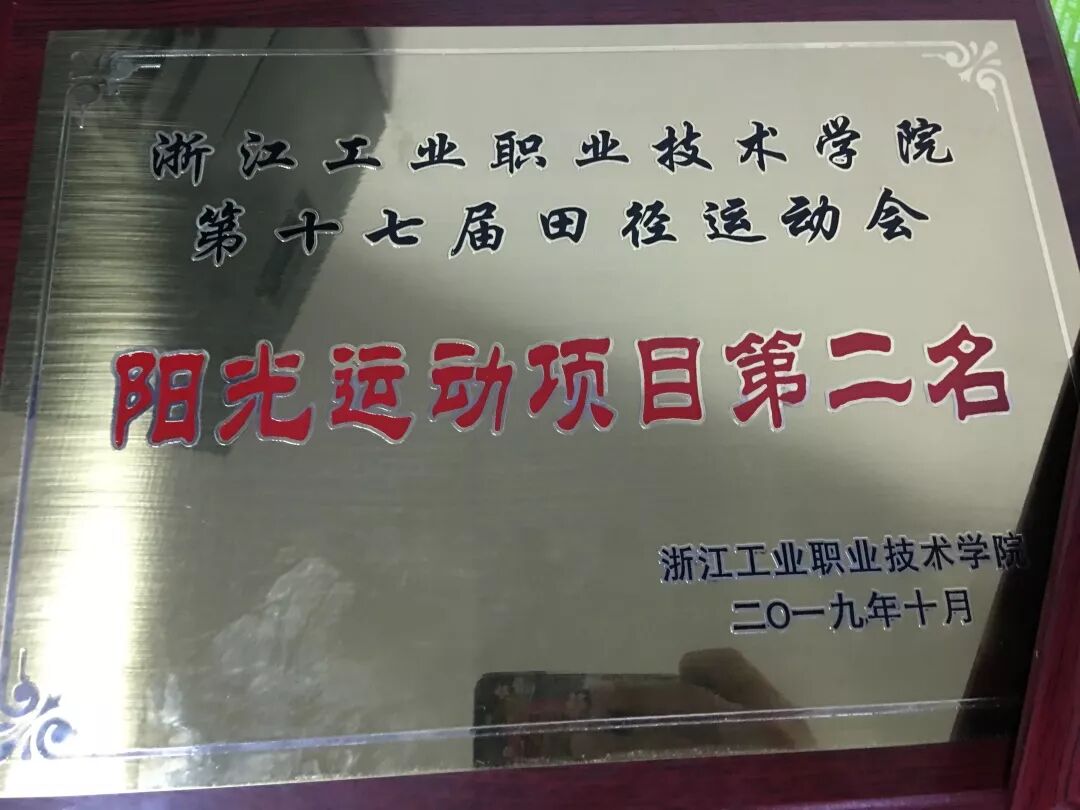 浙江工业职业技术学院
第十七届田径运动会
阳光运动项目第二名
浙江工业职业技术学院
二〇一九年十月